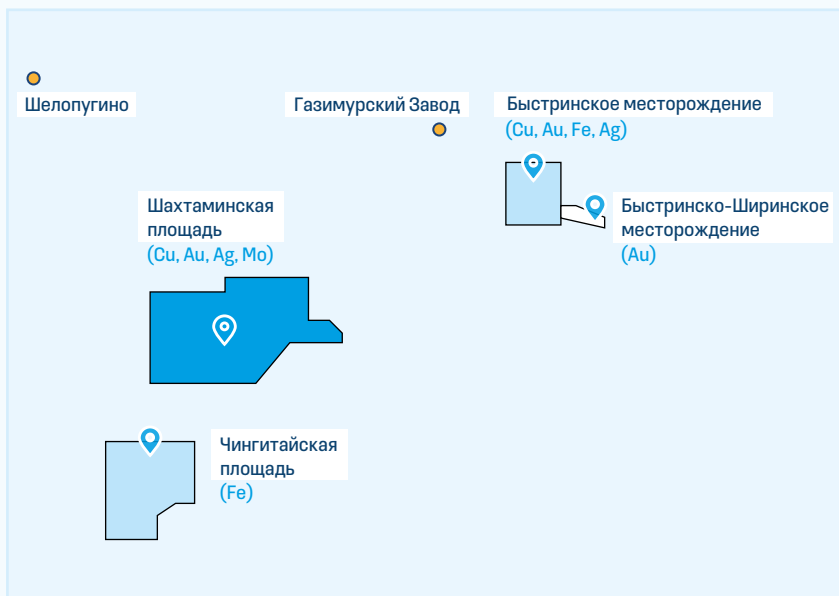 Шелопугино
Газимурский Завод
Быстринское месторождение
(Cu, Au, Fe, Ag)
Шахтаминская
площадь
(Cu, Au, Ag, Mo)
Быстринско-Ширинское
месторождение
(Au)
Чингитайская
площадь
(Fe)